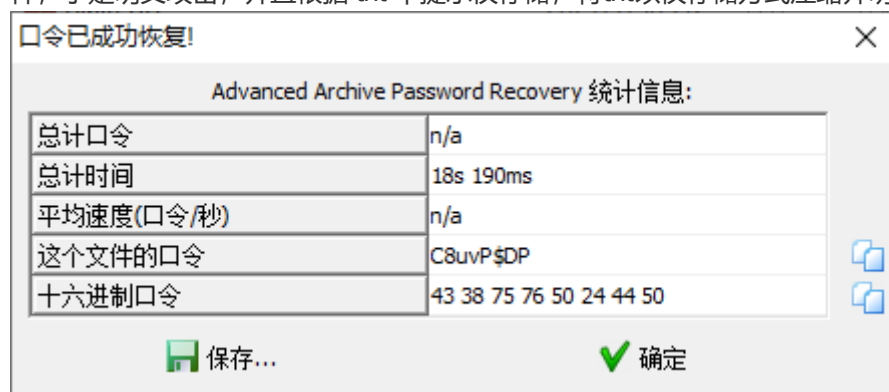 口令已成功恢复!
Advanced Archive Password Recovery 统计信息:
总计口令 n/a
总计时间 18s 190ms
平均速度(口令/秒) n/a
这个文件的口令 C8uvP$DP
十六进制口令 43 38 75 76 50 24 44 50
保存... 确定